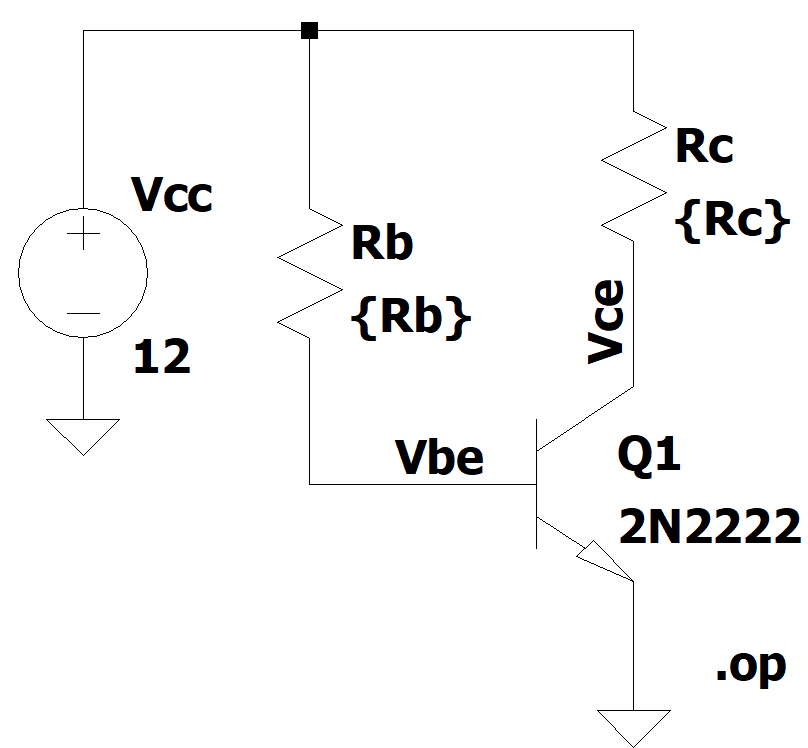 Vcc
12
Rb
{Rb}
Rc
{Rc}
Vce
Vbe
Q1
2N2222
.op